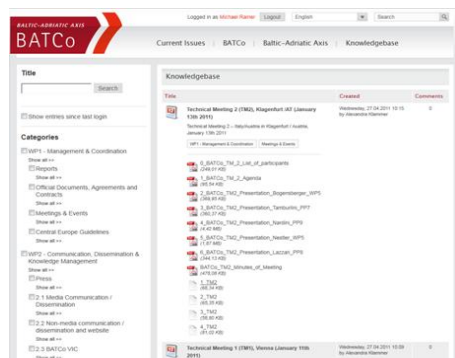 Logged in as Michael Rainer Logout English Search
BALTIC-ADRIATIC AXIS
BATCo
Current Issues BATCo Baltic-Adriatic Axis Knowledgebase
Title
Search
Show entries since last login
Categories
WP1 - Management & Coordination
Show all >>
Reports
Show all >>
Official Documents, Agreements and
Contracts
Show all >>
Meetings & Events
Show all >>
Central Europe Guidelines
Show all >>
WP2 - Communication, Dissemination &
Knowledge Management
Show all >>
Press
Show all >>
2.1 Media Communication /
Dissemination
Show all >>
2.2 Non-media communication /
dissemination and website
Show all >>
2.3 BATCo VIC
Show all >>
Knowledgebase
Title Created Comments
Technical Meeting 2 (TM2), Klagenfurt /AT (January
13th 2011)
Wednesday, 27.04.2011 10:15
by Alexandra Klemmer
0
Technical Meeting 2 – Italy/Austria in Klagenfurt / Austria,
January 13th 2011
WP1 - Management & Coordination Meetings & Events
0_BATCo_TM_2_List_of_participants
1_BATCo_TM_2_Agenda
2_BATCo_TM2_Presentation_Bogensberger_WP5
3_BATCo_TM2_Presentation_Tamburlini_PP7
4_BATCo_TM2_Presentation_Nardini_PP9
5_BATCo_TM2_Presentation_Nestler_WP5
6_BATCo_TM2_Presentation_Laczan_PP8
BATCo_TM2_Minutes_of_Meeting
1_TM2
2_TM2
3_TM2
4_TM2
Technical Meeting 1 (TM1), Vienna (January 11th
2011)
Wednesday, 27.04.2011
by Alexandra Klemmer
0